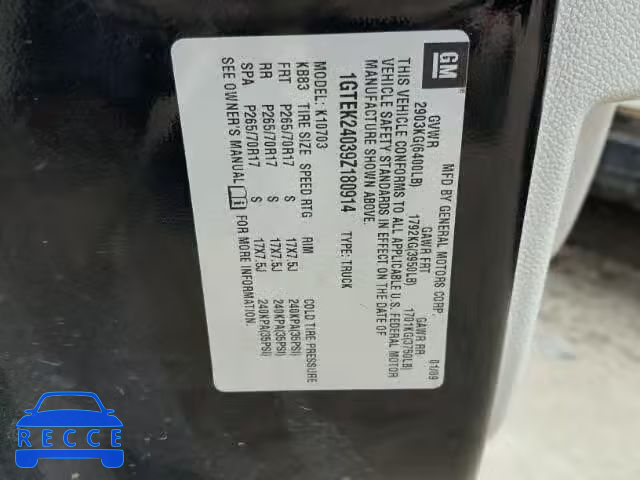 GM
MFD BY GENERAL MOTORS CORP. 01/09
GVWR GAWR FRT GAWR RR
2903KG(6400LB) 1792KG(3950LB) 1701KG(3750LB)
THIS VEHICLE CONFORMS TO ALL APPLICABLE U.S. FEDERAL MOTOR
VEHICLE SAFETY STANDARDS IN EFFECT ON THE DATE OF
MANUFACTURE SHOWN ABOVE.
1GTEK24039Z180914 TYPE: TRUCK
MODEL: K10703
KBB3 TIRE SIZE SPEED RTG RIM COLD TIRE PRESSURE
FRT P265/70R17 S 17X7.5J 240KPA(35PSI)
RR P265/70R17 S 17X7.5J 240KPA(35PSI)
SPA P265/70R17 S 17X7.5J 240KPA(35PSI)
SEE OWNER'S MANUAL FOR MORE INFORMATION.
RECCE